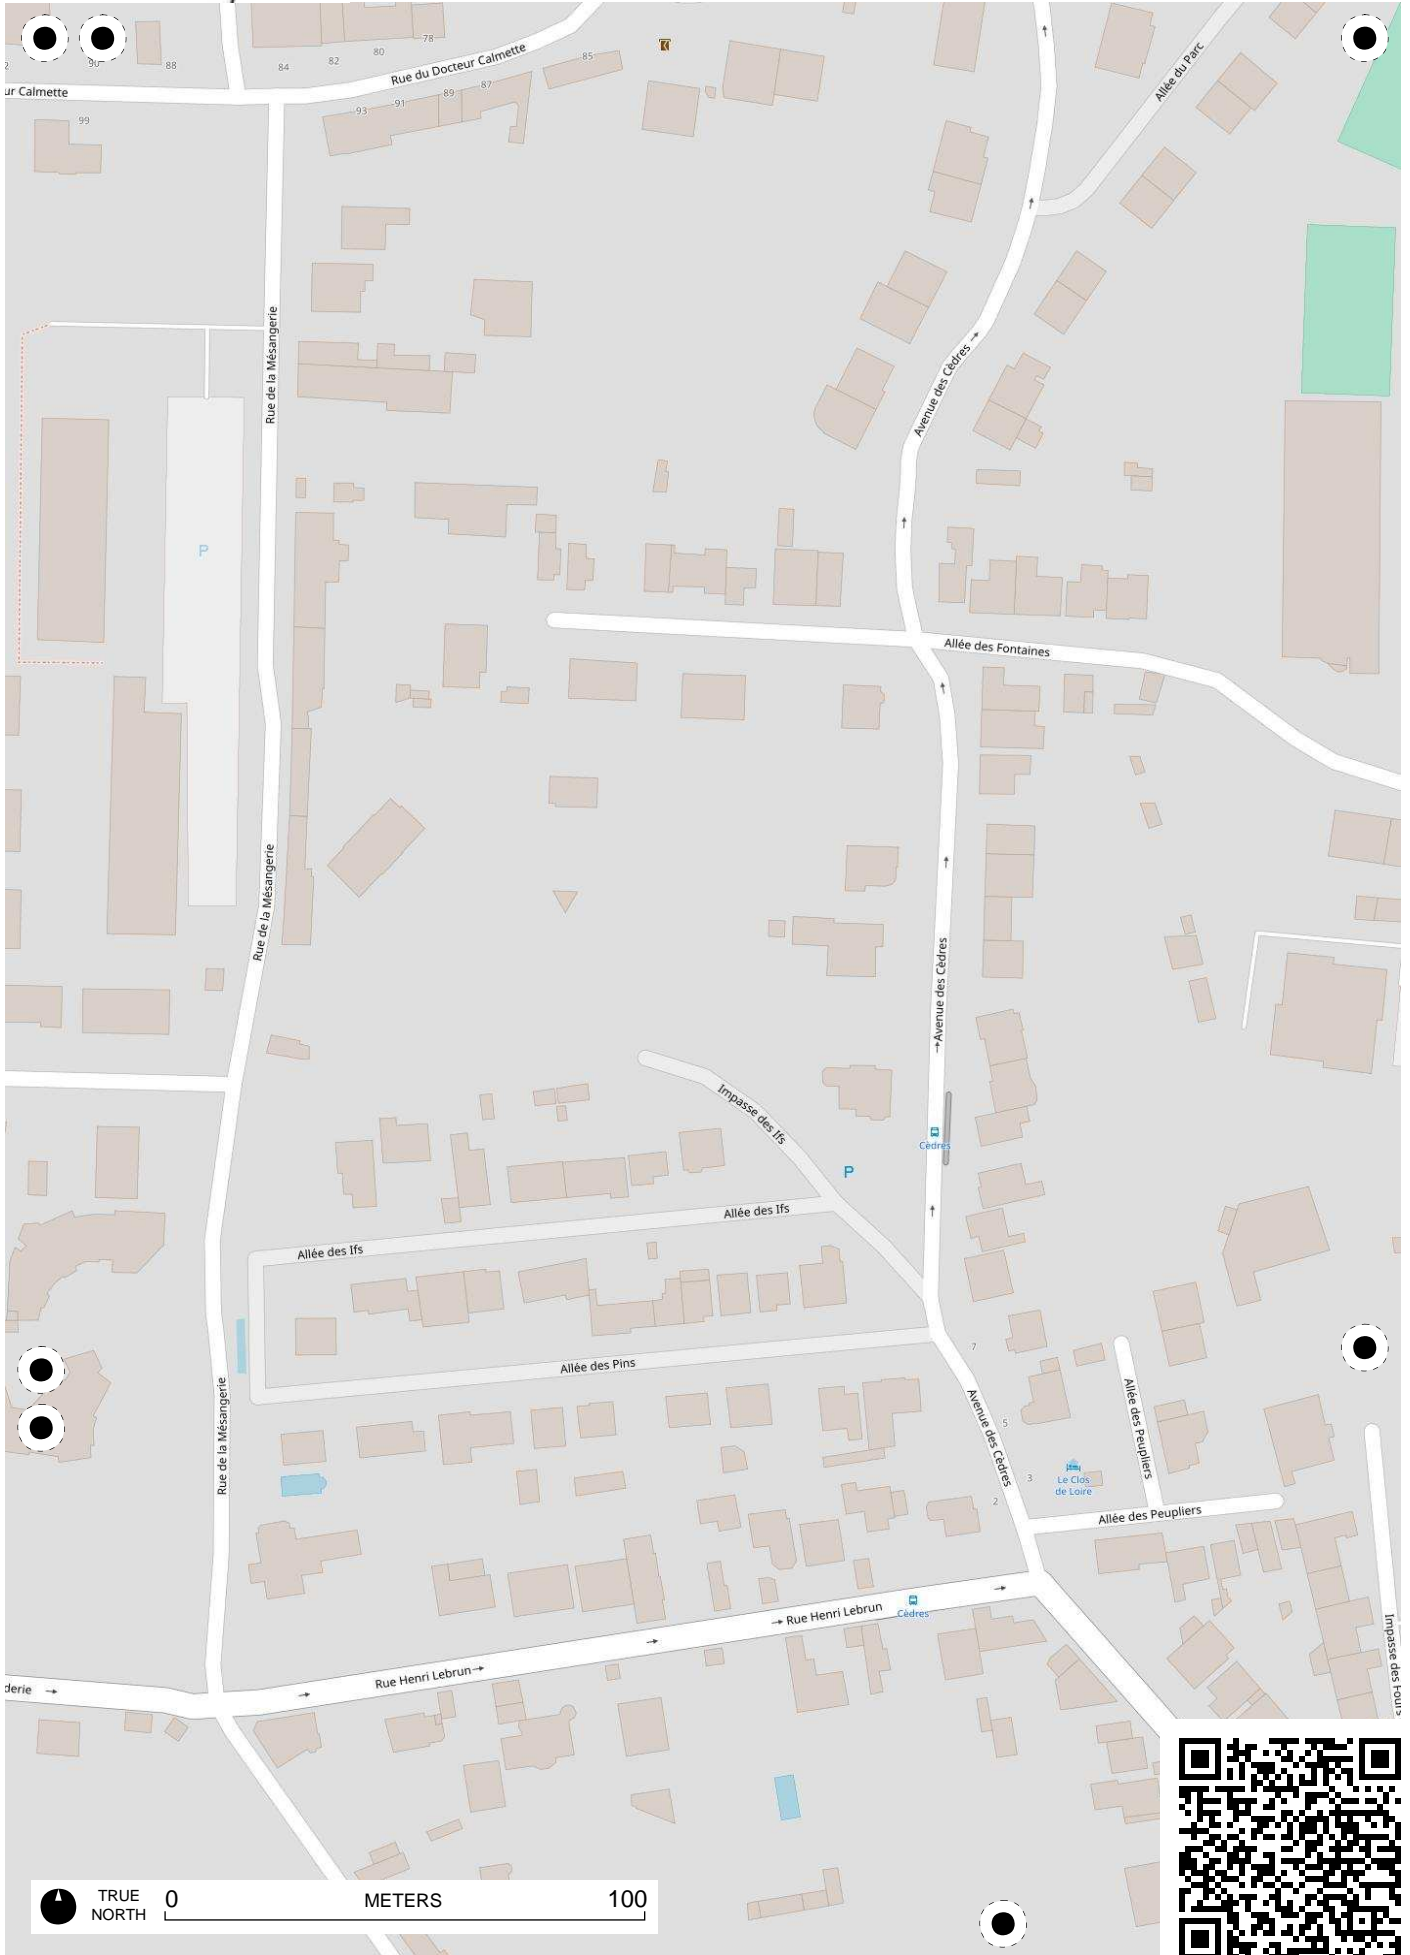 90
88
84
82
80
78
85
Rue du Docteur Calmette
ur Calmette
93
91
89
87
99
Allée du Parc
Rue de la Mésangerie
Avenue des Cèdres
P
Allée des Fontaines
Rue de la Mésangerie
Avenue des Cèdres
Impasse des Ifs
Cèdres
P
Allée des Ifs
Allée des Ifs
Allée des Pins
7
Avenue des Cèdres
5
Allée des Peupliers
Rue de la Mésangerie
3
Le Clos
de Loire
2
Allée des Peupliers
Rue Henri Lebrun
Cèdres
Rue Henri Lebrun
derie
Impasse des Fours
TRUE
NORTH
0 METERS 100